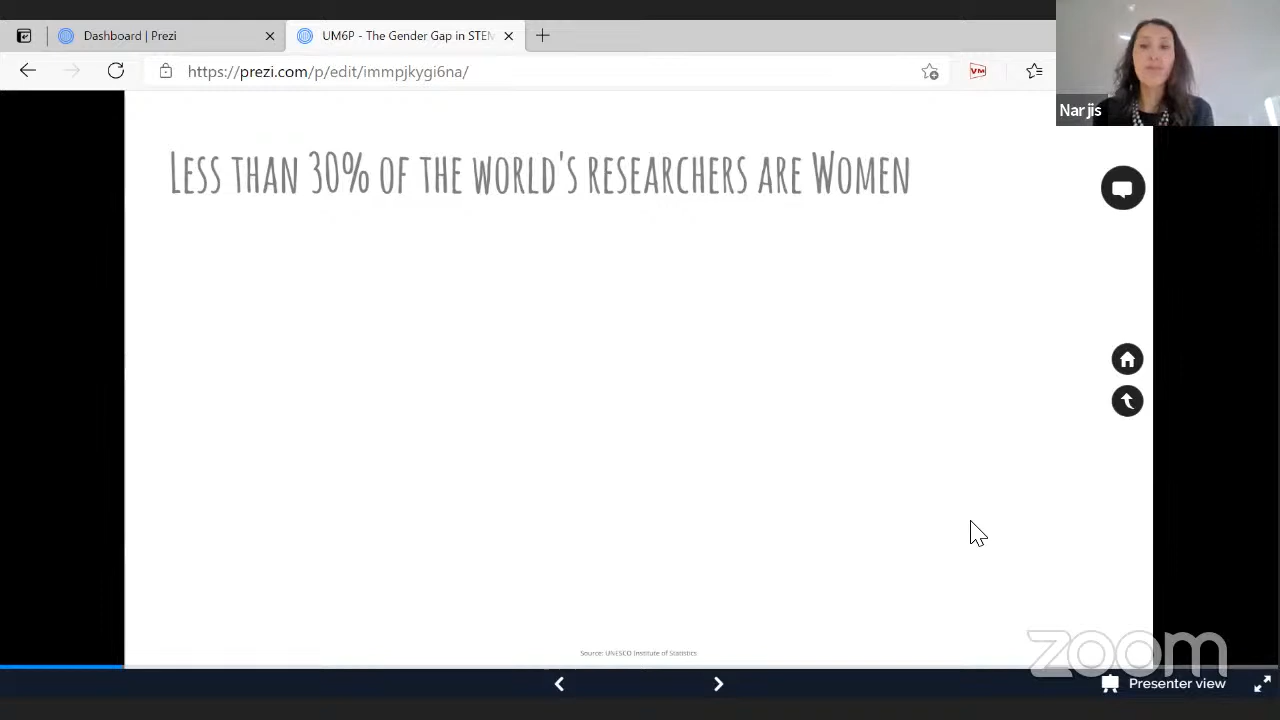 Dashboard | Prezi
UM6P - The Gender Gap in STEM
https://prezi.com/p/edit/immpjkygi6na/
VM
Narjis
Less than 30% of the world's researchers are Women
Source: UNESCO Institute of Statistics
zoom
Presenter view